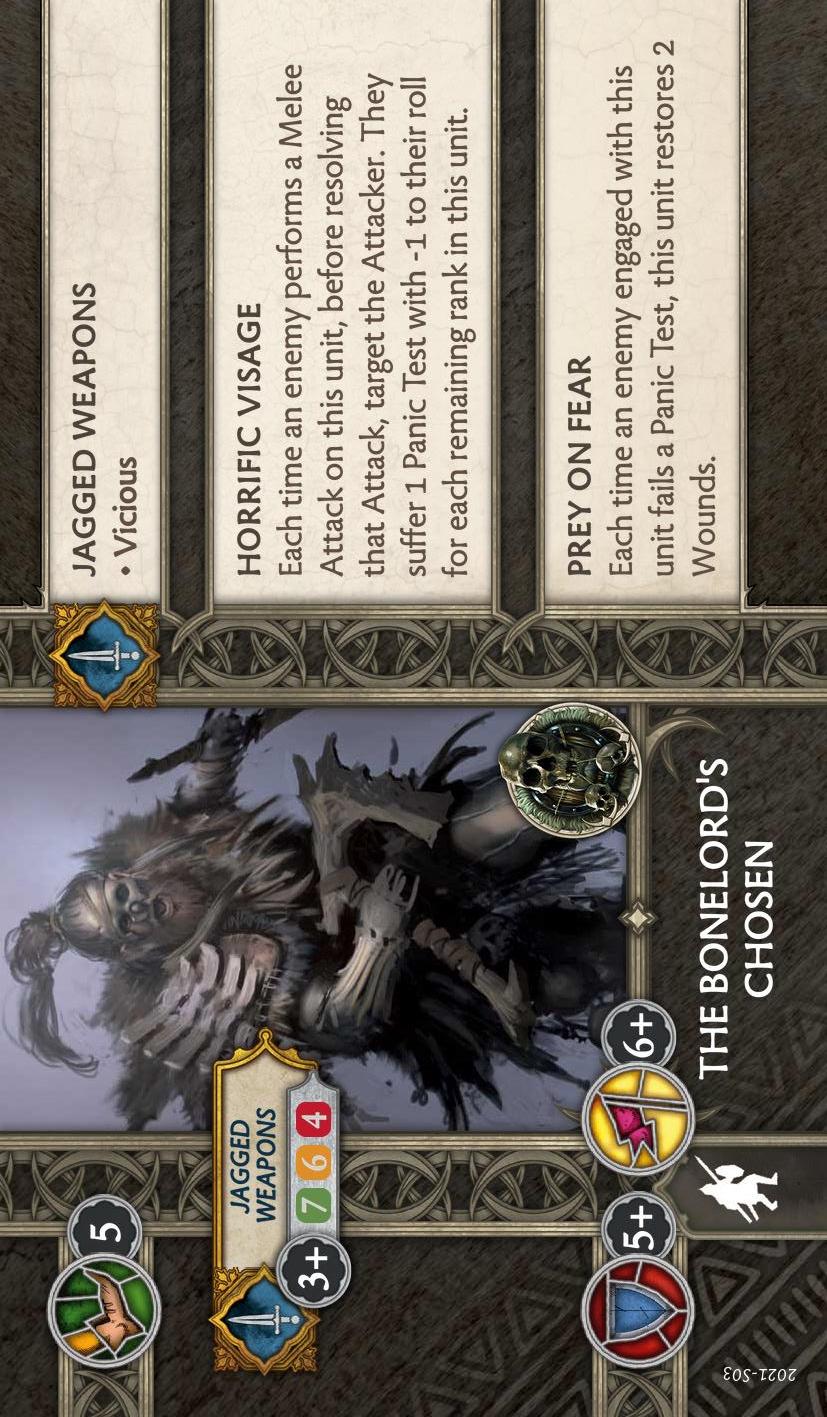 5
JAGGED
WEAPONS
3+
7 6 4
5+
6+
THE BONELORD'S
CHOSEN
2021-S03
JAGGED WEAPONS
• Vicious
HORRIFIC VISAGE
Each time an enemy performs a Melee
Attack on this unit, before resolving
that Attack, target the Attacker. They
suffer 1 Panic Test with -1 to their roll
for each remaining rank in this unit.
PREY ON FEAR
Each time an enemy engaged with this
unit fails a Panic Test, this unit restores 2
Wounds.